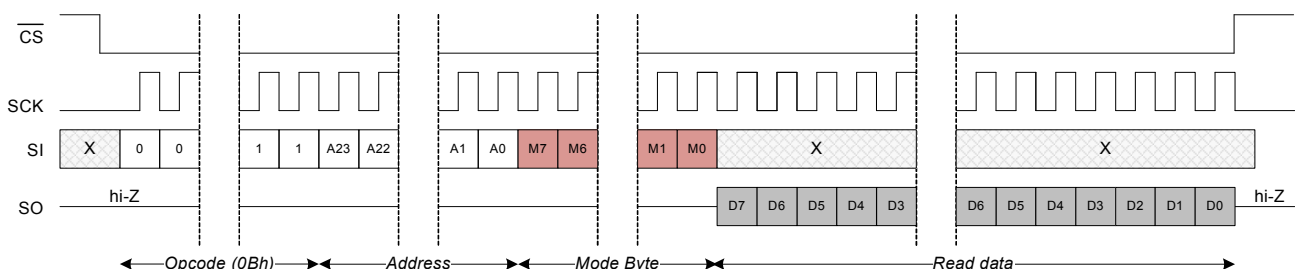 CS
SCK
SI X 0 0 1 1 A23 A22 A1 A0 M7 M6 M1 M0 X X
hi-Z hi-Z
SO D7 D6 D5 D4 D3 D6 D5 D4 D3 D2 D1 D0
Opcode (0Bh) Address Mode Byte Read data